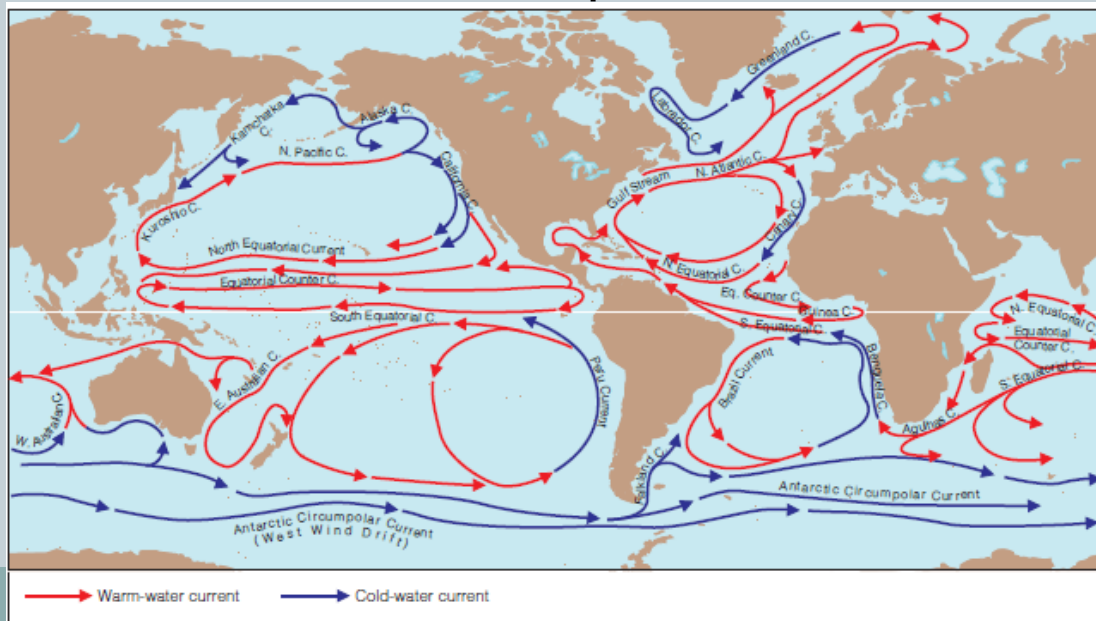 Greenland C.
Labrador C.
Kamchatka
C.
Alaska C.
N. Pacific C.
California C.
N. Atlantic C.
Gulf Stream
Canary C.
Kuroshio C.
North Equatorial Current
N. Equatorial C.
Equatorial Counter C.
Eq. Counter C.
Guinea C.
N. Equatorial C.
South Equatorial C.
S. Equatorial C.
Equatorial
Counter C.
S. Equatorial C.
E. Australian C.
Peru Current
Brazil Current
Benguela C.
W. Australian C.
Agulhas C.
Falkland C.
Antarctic Circumpolar Current
Antarctic Circumpolar Current
(West Wind Drift)
Warm-water current
Cold-water current